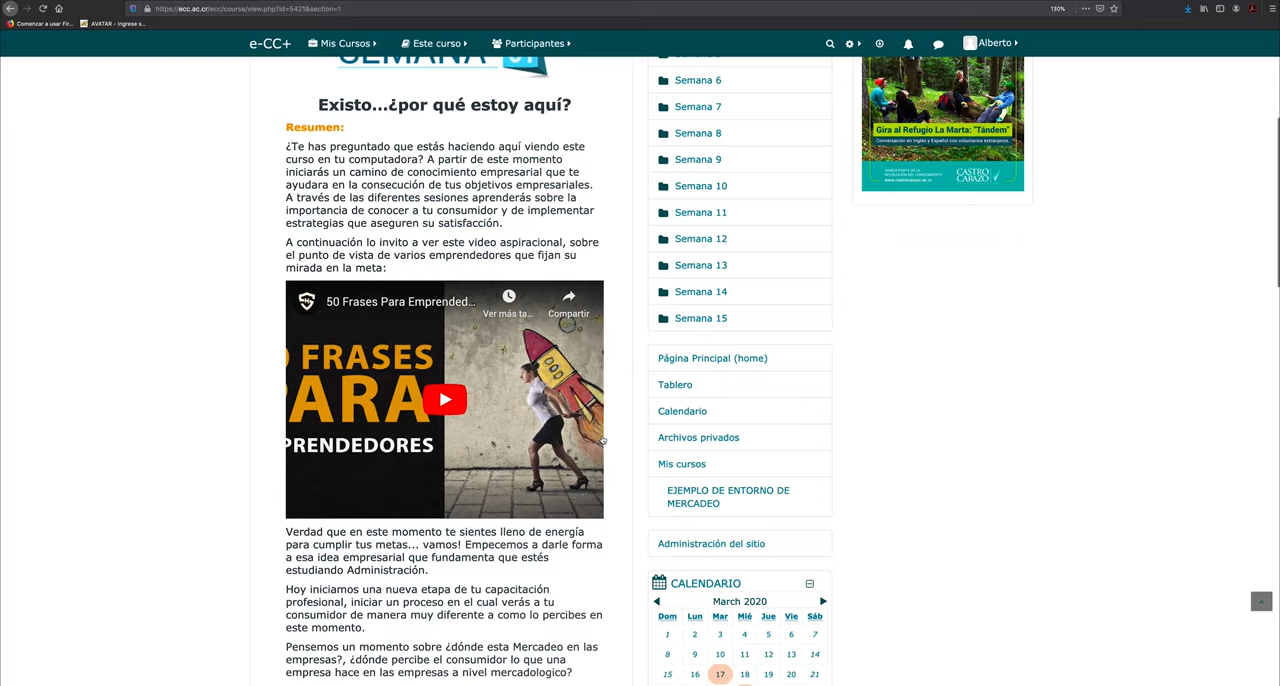 https://ecc.ac.cr/ecc/course/view.php?id=5421&section=1
130%
Comenzar a usar Fir...
AVATAR - Ingrese s...
e-CC+
Mis Cursos
Este curso
Participantes
Alberto
SEMANA 01
Existo...¿por qué estoy aquí?
Resumen:
¿Te has preguntado que estás haciendo aquí viendo este
curso en tu computadora? A partir de este momento
iniciarás un camino de conocimiento empresarial que te
ayudara en la consecución de tus objetivos empresariales.
A través de las diferentes sesiones aprenderás sobre la
importancia de conocer a tu consumidor y de implementar
estrategias que aseguren su satisfacción.
A continuación lo invito a ver este video aspiracional, sobre
el punto de vista de varios emprendedores que fijan su
mirada en la meta:
50 Frases Para Emprended...
Ver más ta...
Compartir
0 FRASES
PARA
PRENDEDORES
Verdad que en este momento te sientes lleno de energía
para cumplir tus metas... vamos! Empecemos a darle forma
a esa idea empresarial que fundamenta que estés
estudiando Administración.
Hoy iniciamos una nueva etapa de tu capacitación
profesional, iniciar un proceso en el cual verás a tu
consumidor de manera muy diferente a como lo percibes en
este momento.
Pensemos un momento sobre ¿dónde esta Mercadeo en las
empresas?, ¿dónde percibe el consumidor lo que una
empresa hace en las empresas a nivel mercadologico?
Semana 6
Semana 7
Semana 8
Semana 9
Semana 10
Semana 11
Semana 12
Semana 13
Semana 14
Semana 15
Página Principal (home)
Tablero
Calendario
Archivos privados
Mis cursos
EJEMPLO DE ENTORNO DE
MERCADEO
Administración del sitio
CALENDARIO
March 2020
Dom Lun Mar Mié Jue Vie Sáb
1 2 3 4 5 6 7
8 9 10 11 12 13 14
15 16 17 18 19 20 21
Gira al Refugio La Marta: "Tándem"
Conversación en Inglés y Español con voluntarios extranjeros.
www.castrocarazo.ac.cr
CASTRO
CARAZO